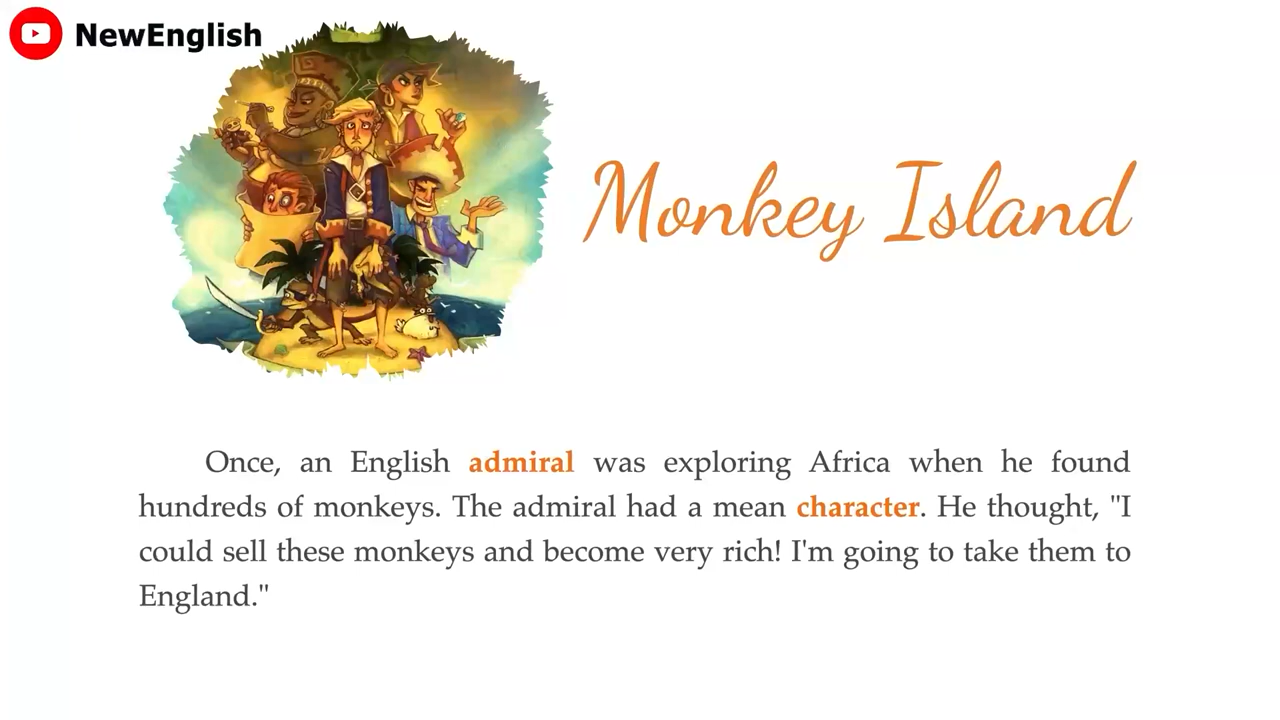 NewEnglish
Monkey Island
Once, an English admiral was exploring Africa when he found
hundreds of monkeys. The admiral had a mean character. He thought, "I
could sell these monkeys and become very rich! I'm going to take them to
England."